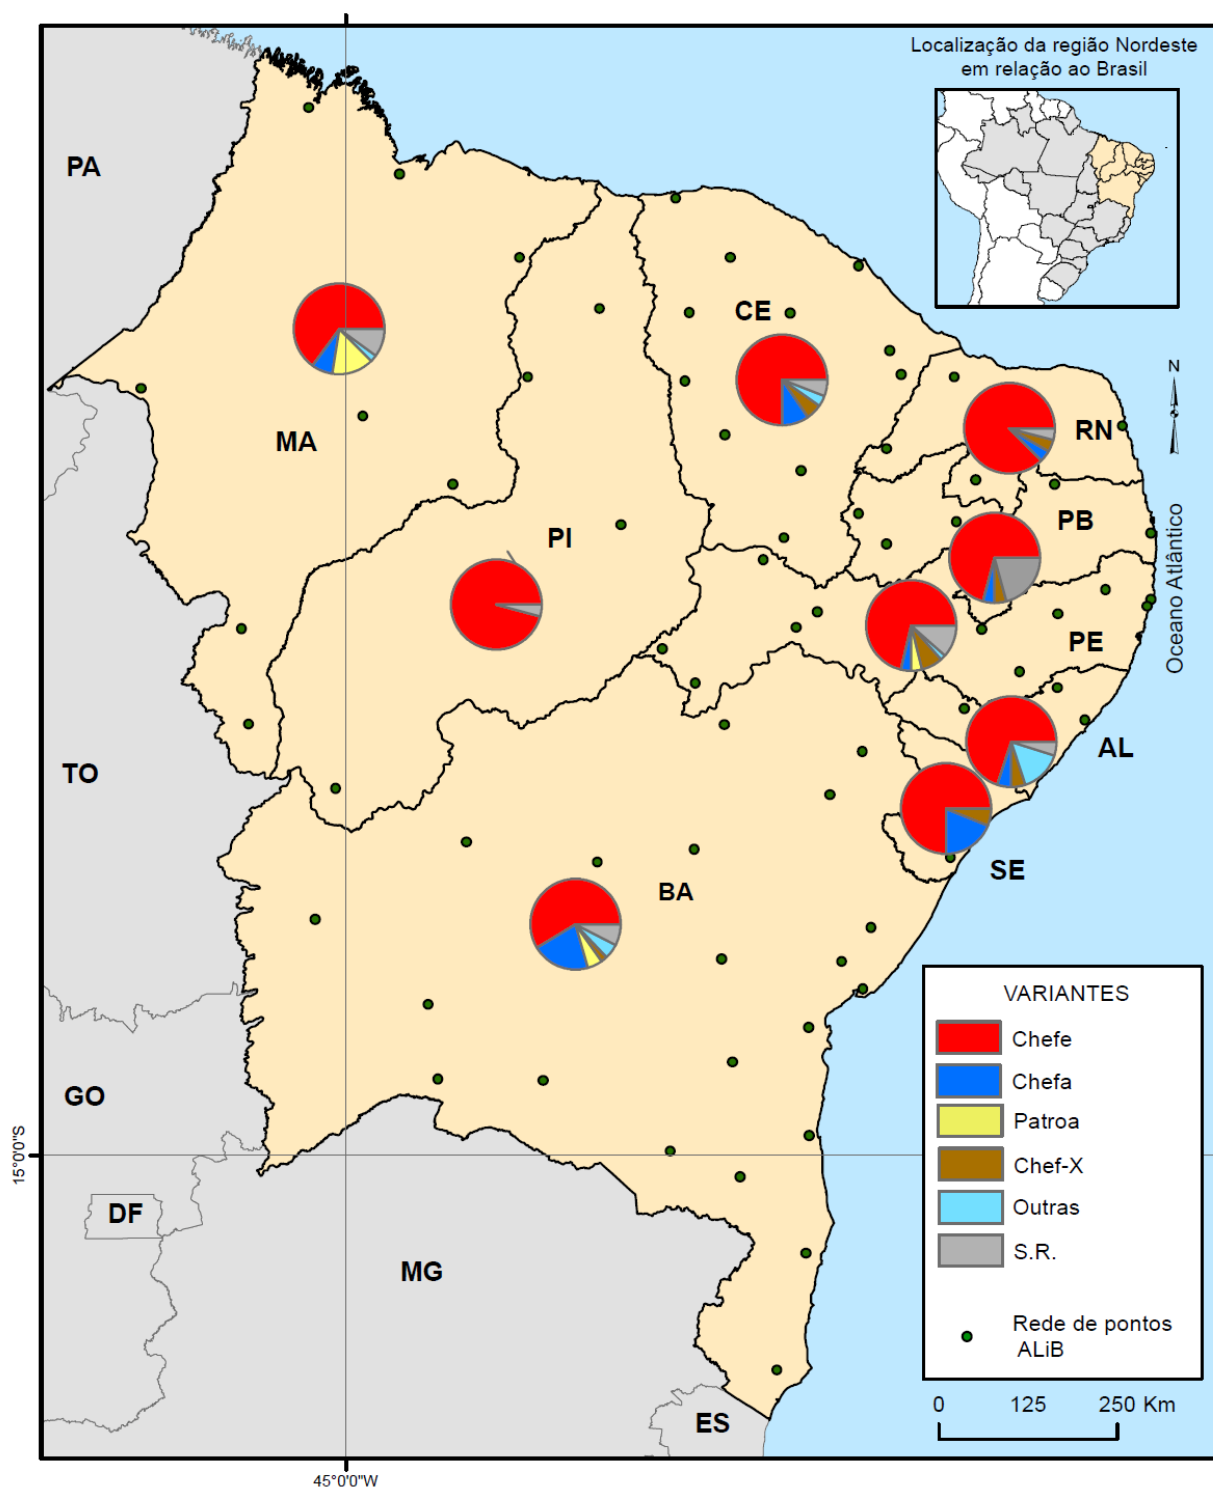 Localização da região Nordeste
em relação ao Brasil
PA
CE
N
RN
MA
PB
PI
Oceano Atlântico
PE
AL
TO
SE
BA
VARIANTES
Chefe
Chefa
GO
Patroa
15°0'0"S
Chef-X
DF
Outras
MG
S.R.
Rede de pontos
ALiB
0 125 250 Km
ES
45°0'0"W